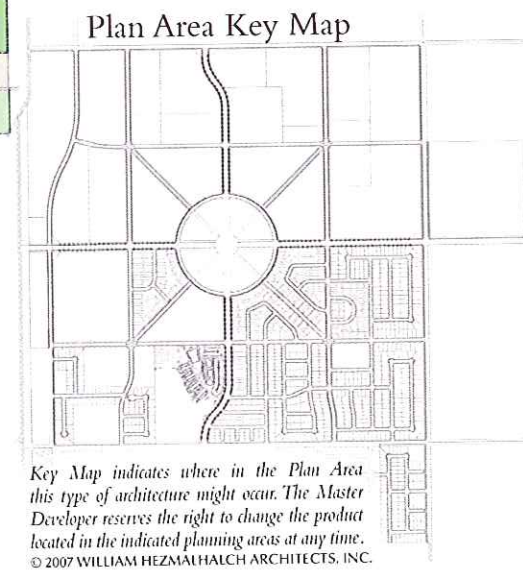 Plan Area Key Map
Key Map indicates where in the Plan Area
this type of architecture might occur. The Master
Developer reserves the right to change the product
located in the indicated planning areas at any time.
© 2007 WILLIAM HEZMALHALCH ARCHITECTS, INC.